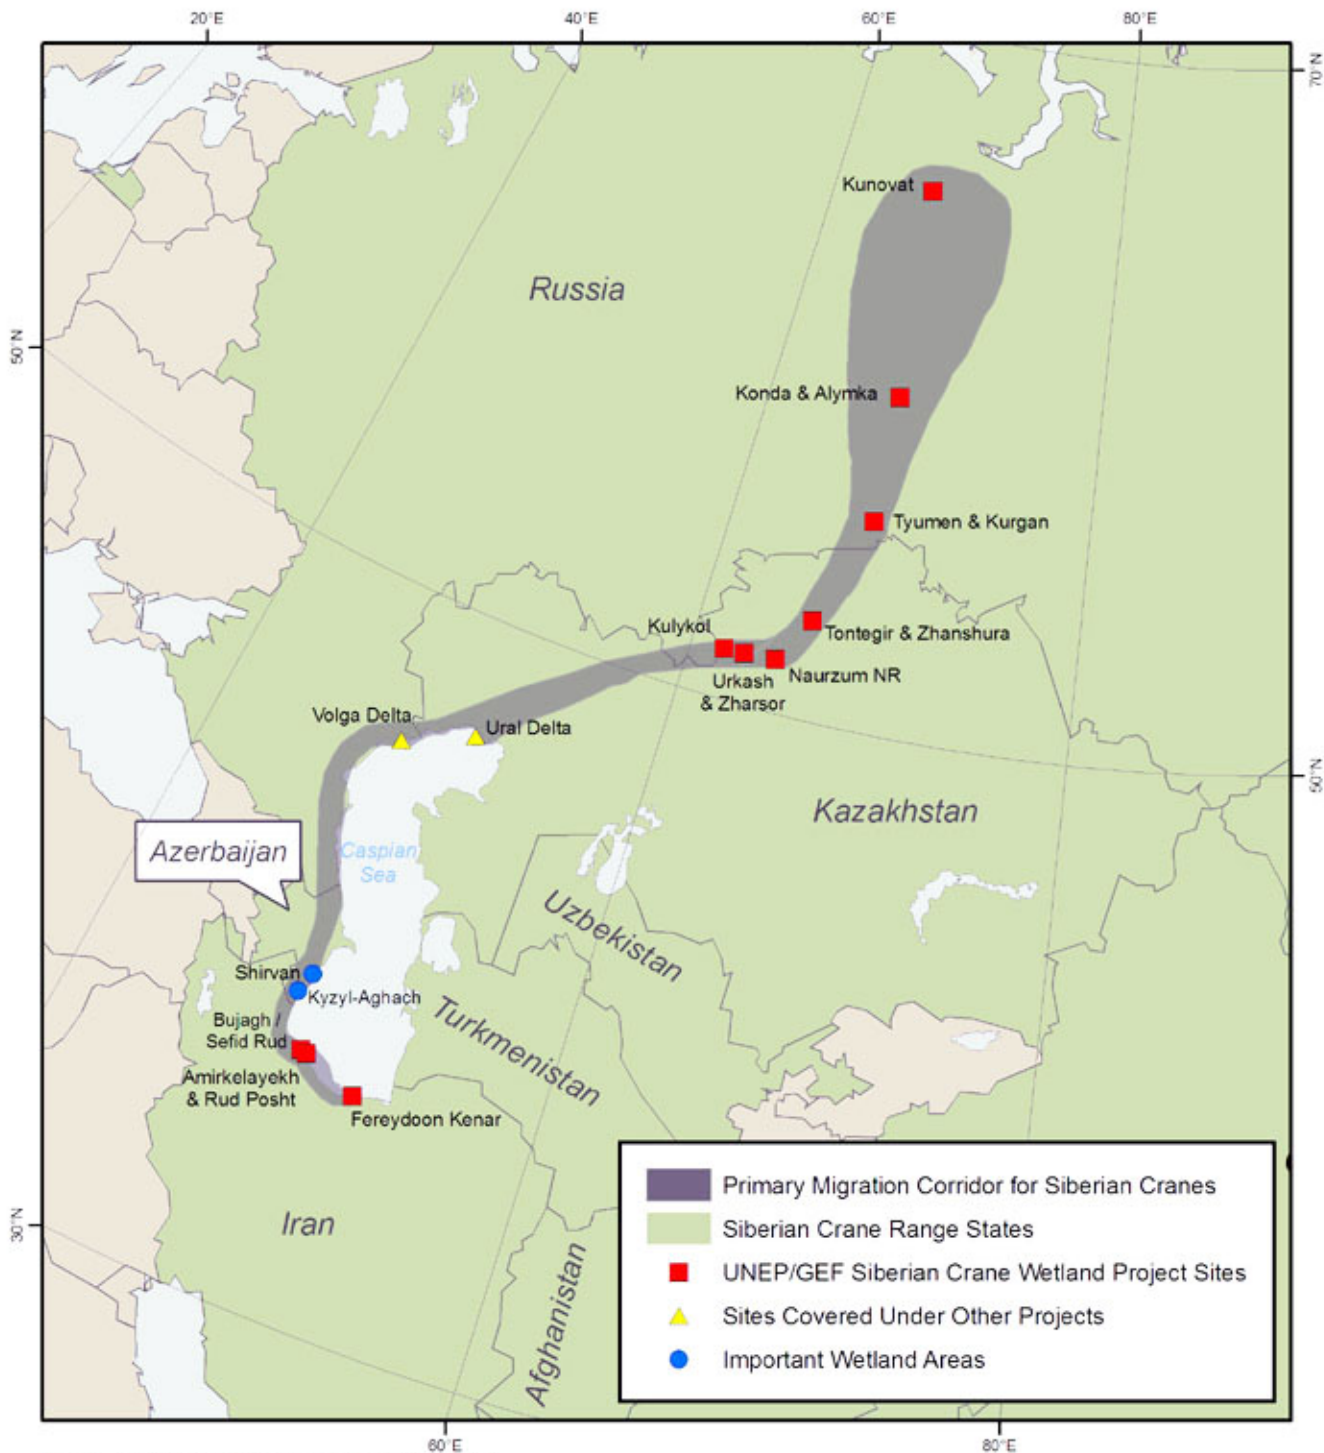 20°E
40°E
60°E
80°E
70°N
Kunovat
Russia
50°N
Konda & Alymka
Tyumen & Kurgan
Kulykol
Tontegir & Zhanshura
Urkash
& Zharsor
Naurzum NR
Volga Delta
Ural Delta
50°N
Kazakhstan
Azerbaijan
Caspian
Sea
Uzbekistan
Shirvan
Kyzyl-Aghach
Turkmenistan
Bujagh /
Sefid Rud
Amirkelayekh
& Rud Posht
Fereydoon Kenar
30°N
Iran
Afghanistan
Primary Migration Corridor for Siberian Cranes
Siberian Crane Range States
UNEP/GEF Siberian Crane Wetland Project Sites
Sites Covered Under Other Projects
Important Wetland Areas
60°E
80°E